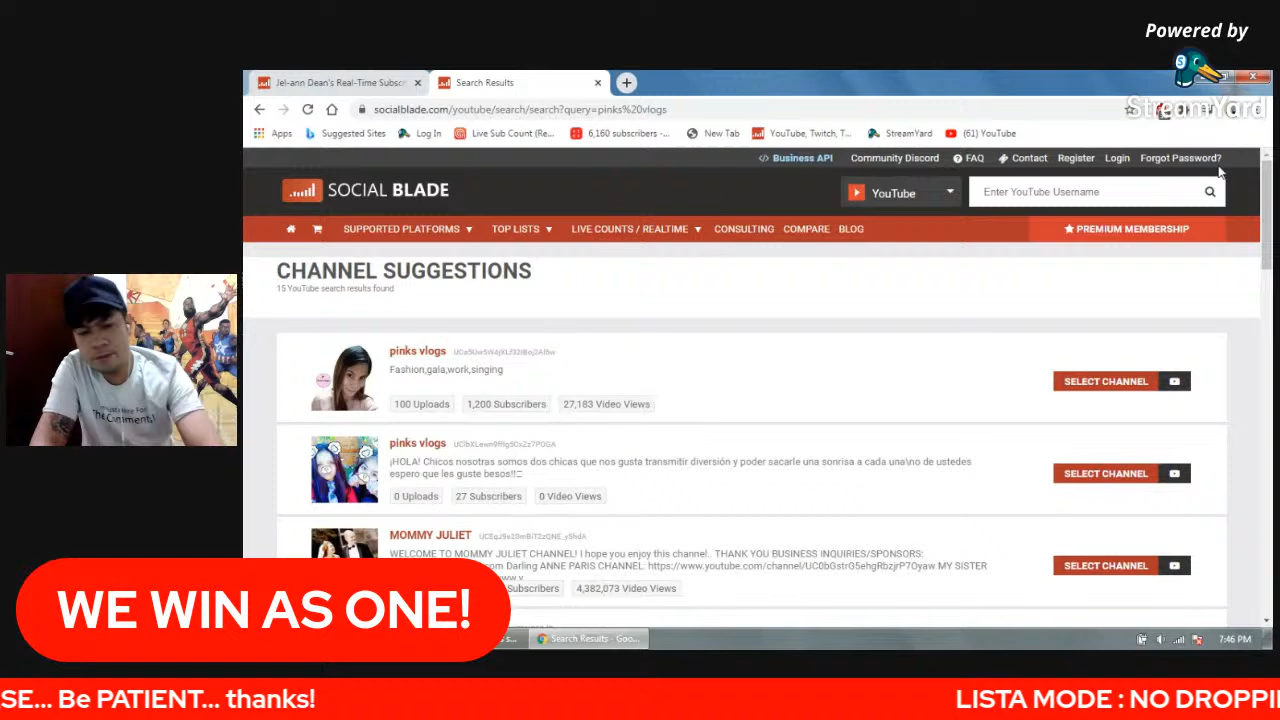 Powered by
StreamYard
Jel-ann Dean's Real-Time Subsc
Search Results
socialblade.com/youtube/search/search?query=pinks%20vlogs
Apps
Suggested Sites
Log In
Live Sub Count (Re...
6,160 subscribers -...
New Tab
YouTube, Twitch, T...
StreamYard
(61) YouTube
Business API
Community Discord
FAQ
Contact
Register
Login
Forgot Password?
SOCIAL BLADE
YouTube
Enter YouTube Username
SUPPORTED PLATFORMS
TOP LISTS
LIVE COUNTS / REALTIME
CONSULTING
COMPARE
BLOG
PREMIUM MEMBERSHIP
CHANNEL SUGGESTIONS
15 YouTube search results found
pinks vlogs
Fashion,gala,work,singing
100 Uploads
1,200 Subscribers
27,183 Video Views
SELECT CHANNEL
pinks vlogs
¡HOLA! Chicos nosotras somos dos chicas que nos gusta transmitir diversión y poder sacarle una sonrisa a cada una\no de ustedes
espero que les guste besos!!
0 Uploads
27 Subscribers
0 Video Views
SELECT CHANNEL
MOMMY JULIET
WELCOME TO MOMMY JULIET CHANNEL! I hope you enjoy this channel.. THANK YOU BUSINESS INQUIRIES/SPONSORS:
com Darling ANNE PARIS CHANNEL: MY SISTER
Subscribers
4,382,073 Video Views
SELECT CHANNEL
The Comments!
WE WIN AS ONE!
Search Results - Goo...
7:46 PM
SE... Be PATIENT... thanks!
LISTA MODE : NO DROPPI